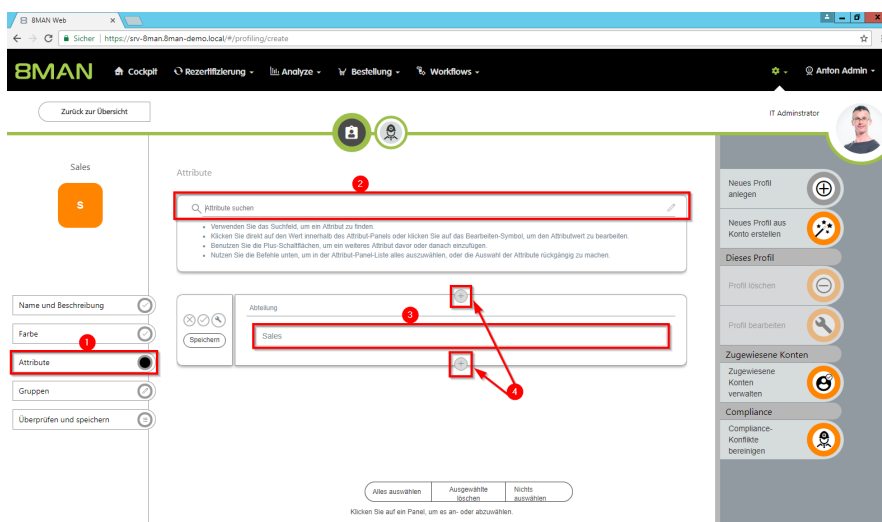 8MAN Web
Sicher | https://srv-8man.8man-demo.local/#/profiling/create
8MAN Cockpit Rezertifizierung Analyze Bestellung Workflows Anton Admin
Zurück zur Übersicht
IT Adminstrator
Sales
S
Attribute
2
Attribute suchen
• Verwenden Sie das Suchfeld, um ein Attribut zu finden.
• Klicken Sie direkt auf den Wert innerhalb des Attribut-Panels oder klicken Sie auf das Bearbeiten-Symbol, um den Attributwert zu bearbeiten.
• Benutzen Sie die Plus-Schaltflächen, um ein weiteres Attribut davor oder danach einzufügen.
• Nutzen Sie die Befehle unten, um in der Attribut-Panel-Liste alles auszuwählen, oder die Auswahl der Attribute rückgängig zu machen.
Name und Beschreibung
Farbe
1
Attribute
Gruppen
Überprüfen und speichern
Abteilung
3
Speichern
Sales
4
Alles auswählen
Ausgewählte
löschen
Nichts
auswählen
Klicken Sie auf ein Panel, um es an- oder abzuwählen.
Neues Profil
anlegen
Neues Profil aus
Konto erstellen
Dieses Profil
Profil löschen
Profil bearbeiten
Zugewiesene Konten
Zugewiesene
Konten
verwalten
Compliance
Compliance-
Konflikte
bereinigen